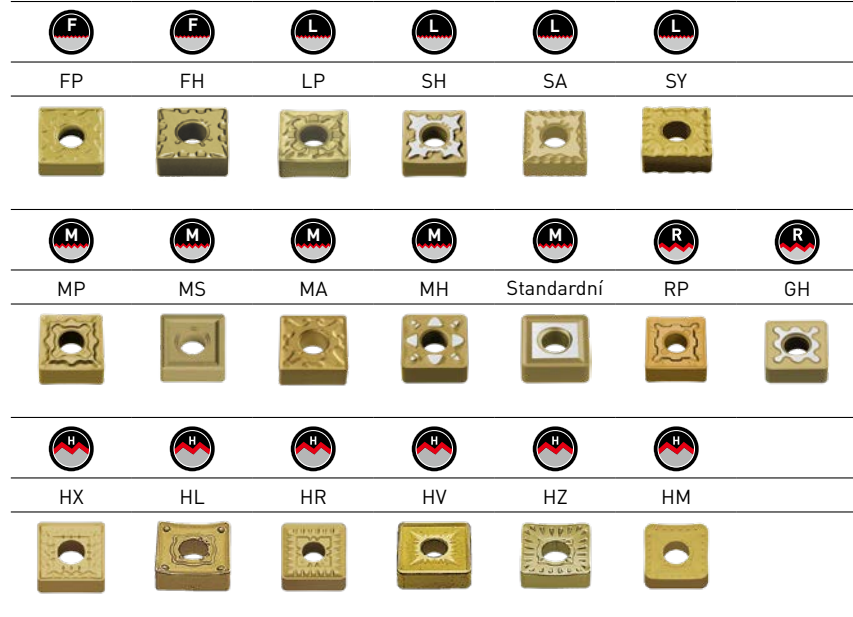 F F L L L L
FP FH LP SH SA SY
M M M M M R R
MP MS MA MH Standardní RP GH
H H H H H H
HX HL HR HV HZ HM